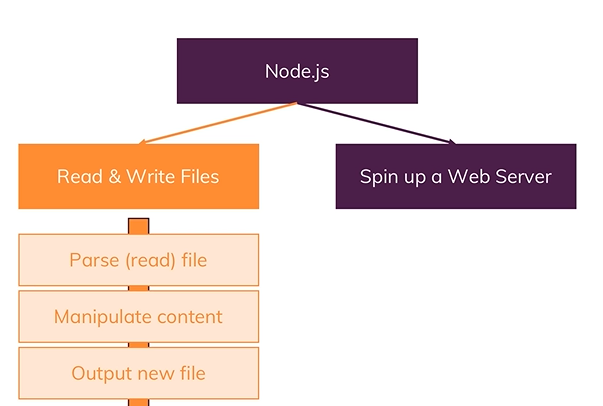 Node.js
Read & Write Files
Spin up a Web Server
Parse (read) file
Manipulate content
Output new file